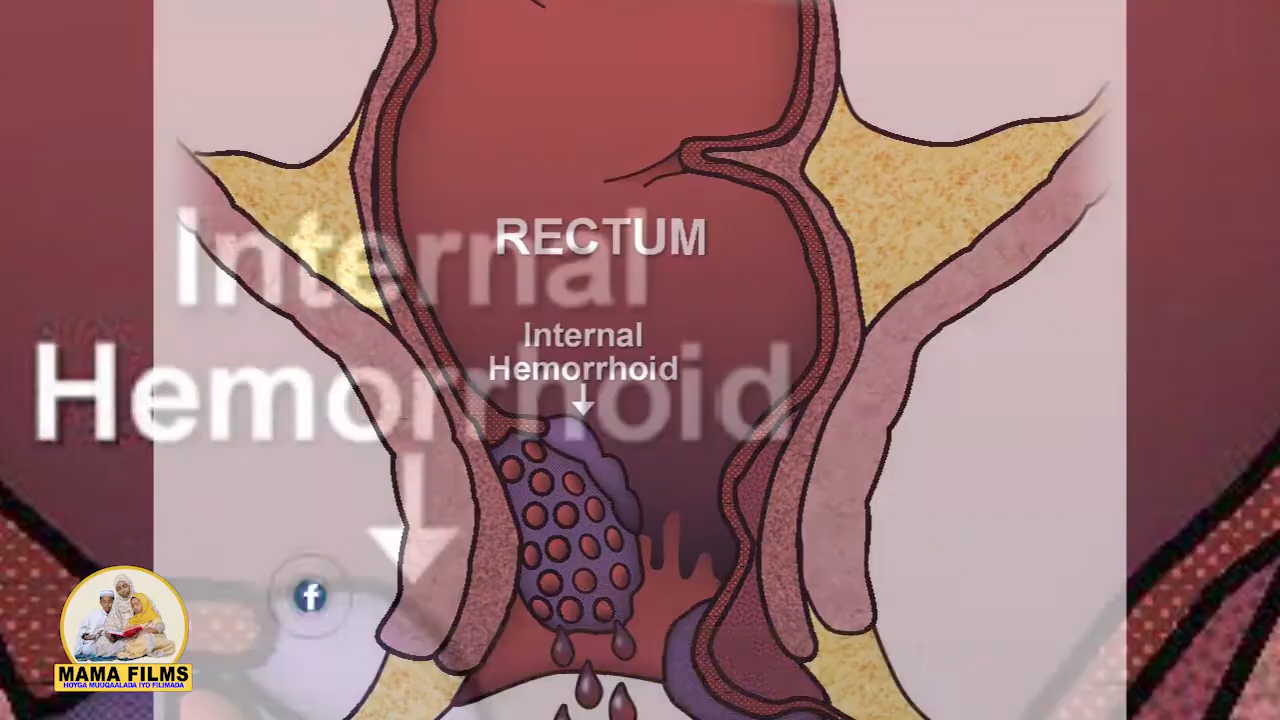 RECTUM
Internal
Hemorrhoid
Internal
Hemorrhoid
f
MAMA FILMS
HOYGA MUUQAALADA IYO FILIMADA